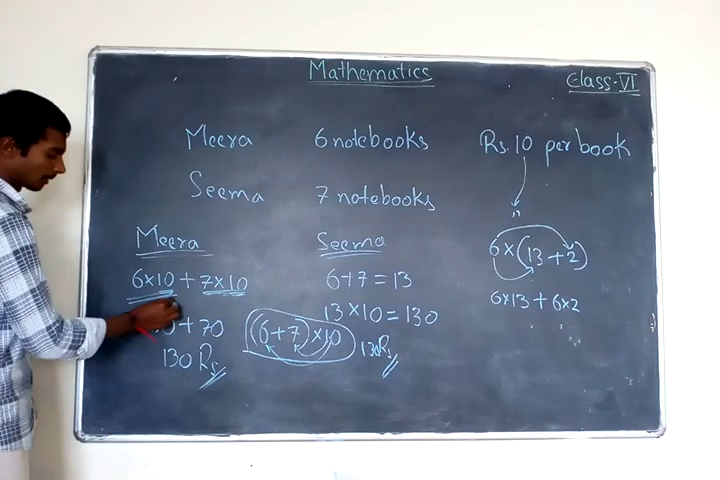 Mathematics
Class-VI
Meera 6 notebooks Rs. 10 per book
Seema 7 notebooks
Meera
6×10 + 7×10
0 + 70
130 Rs
Seema
6+7 = 13
13 × 10 = 130
(6+7)×10
130Rs
6×(13 + 2)
6×13 + 6×2